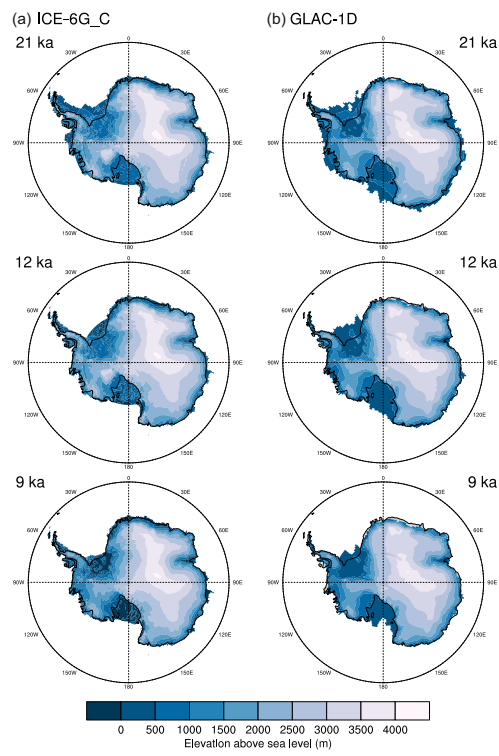 (a) ICE-6G_C
(b) GLAC-1D
21 ka
21 ka
0
0
30W
30E
30W
30E
60W
60E
60W
60E
90W
90E
90W
90E
120W
120E
120W
120E
150W
150E
150W
150E
180
180
12 ka
12 ka
0
0
30W
30E
30W
30E
60W
60E
60W
60E
90W
90E
90W
90E
120W
120E
120W
120E
150W
150E
150W
150E
180
180
9 ka
9 ka
0
0
30W
30E
30W
30E
60W
60E
60W
60E
90W
90E
90W
90E
120W
120E
120W
120E
150W
150E
150W
150E
180
180
0 500 1000 1500 2000 2500 3000 3500 4000
Elevation above sea level (m)